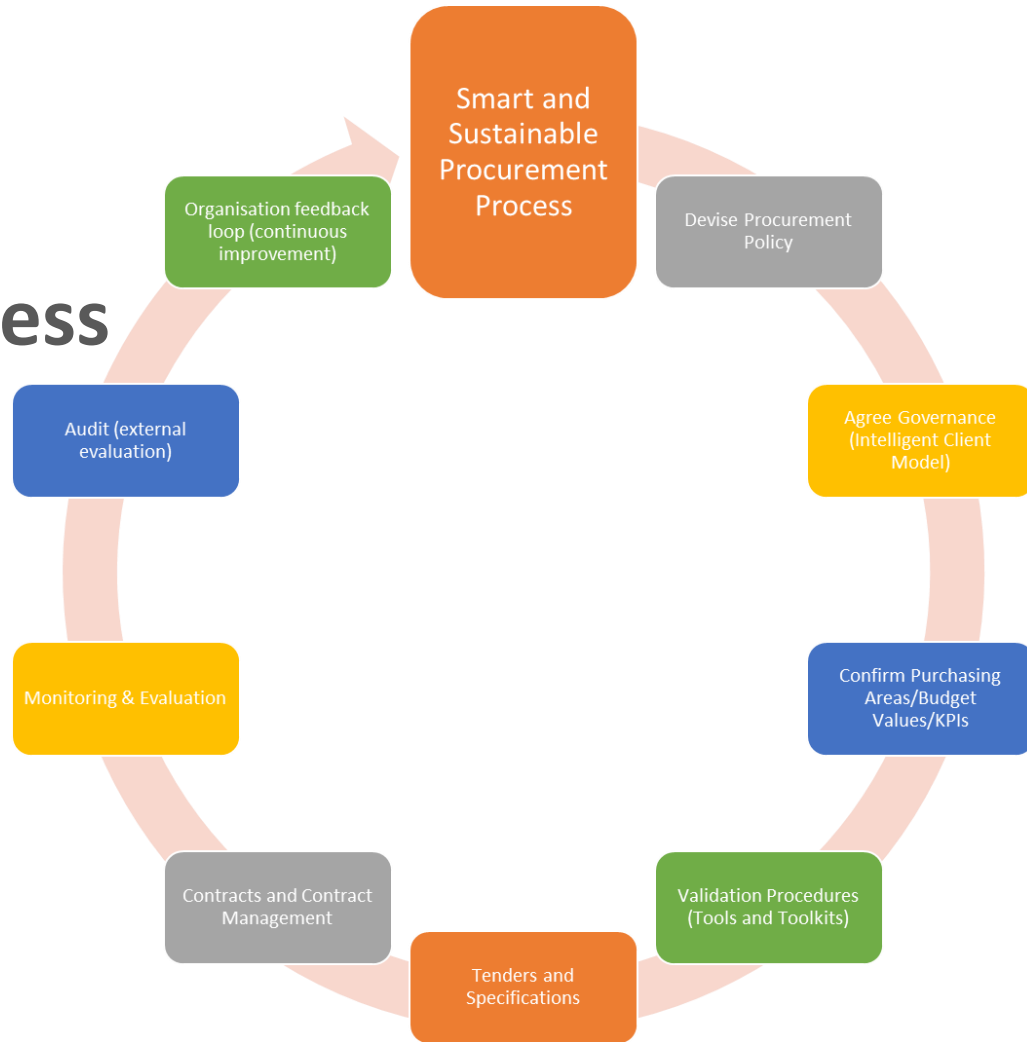 Smart and
Sustainable
Procurement
Process
Devise Procurement
Policy
Agree Governance
(Intelligent Client
Model)
Confirm Purchasing
Areas/Budget
Values/KPIs
Validation Procedures
(Tools and Toolkits)
Tenders and
Specifications
Contracts and Contract
Management
Monitoring & Evaluation
Audit (external
evaluation)
Organisation feedback
loop (continuous
improvement)
ess